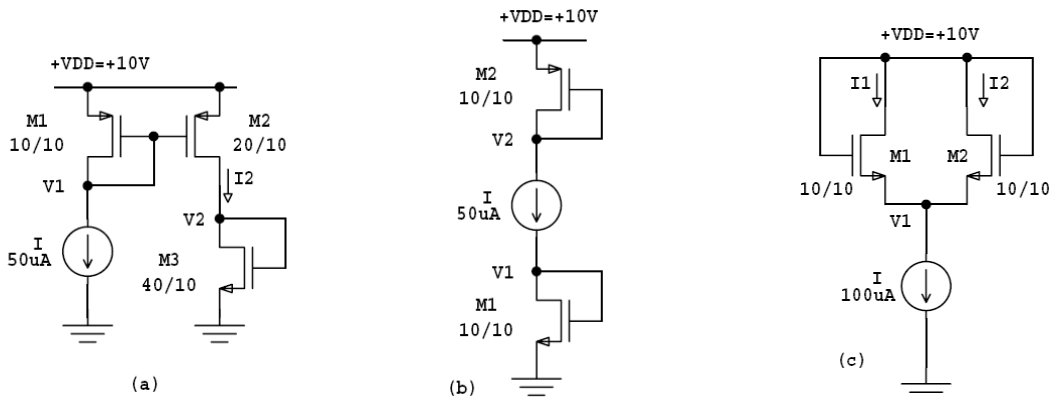 +VDD=+10V
M1
10/10
M2
20/10
V1
I2
V2
I
50uA
M3
40/10
(a)
+VDD=+10V
M2
10/10
V2
I
50uA
V1
M1
10/10
(b)
+VDD=+10V
I1
I2
M1
M2
10/10
10/10
V1
I
100uA
(c)